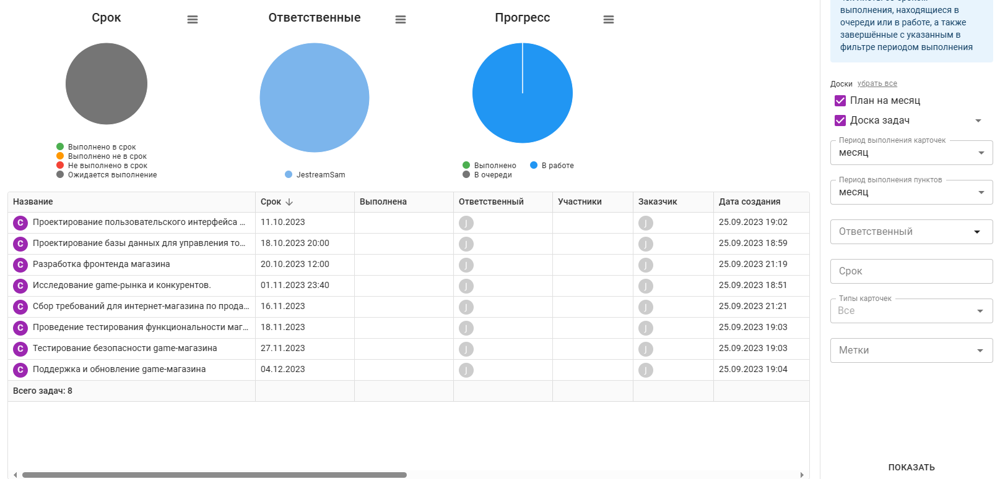 Срок
Ответственные
Прогресс
Выполнено в срок
Выполнено не в срок
Не выполнено в срок
Ожидается выполнение
JestreamSam
Выполнено
В работе
В очереди
Название Срок Выполнена Ответственный Участники Заказчик Дата создания
C Проектирование пользовательского интерфейса ... 11.10.2023 J J 25.09.2023 19:02
C Проектирование базы данных для управления то... 18.10.2023 20:00 J J 25.09.2023 18:59
C Разработка фронтенда магазина 20.10.2023 12:00 J J 25.09.2023 21:19
C Исследование game-рынка и конкурентов. 01.11.2023 23:40 J J 25.09.2023 18:51
C Сбор требований для интернет-магазина по прода... 16.11.2023 J J 25.09.2023 21:21
C Проведение тестирования функциональности маг... 18.11.2023 J J 25.09.2023 19:03
C Тестирование безопасности game-магазина 27.11.2023 J J 25.09.2023 19:03
C Поддержка и обновление game-магазина 04.12.2023 J J 25.09.2023 19:04
Всего задач: 8
выполнения, находящиеся в
очереди или в работе, а также
завершённые с указанным в
фильтре периодом выполнения
Доски убрать все
План на месяц
Доска задач
Период выполнения карточек
месяц
Период выполнения пунктов
месяц
Ответственный
Срок
Типы карточек
Все
Метки
ПОКАЗАТЬ